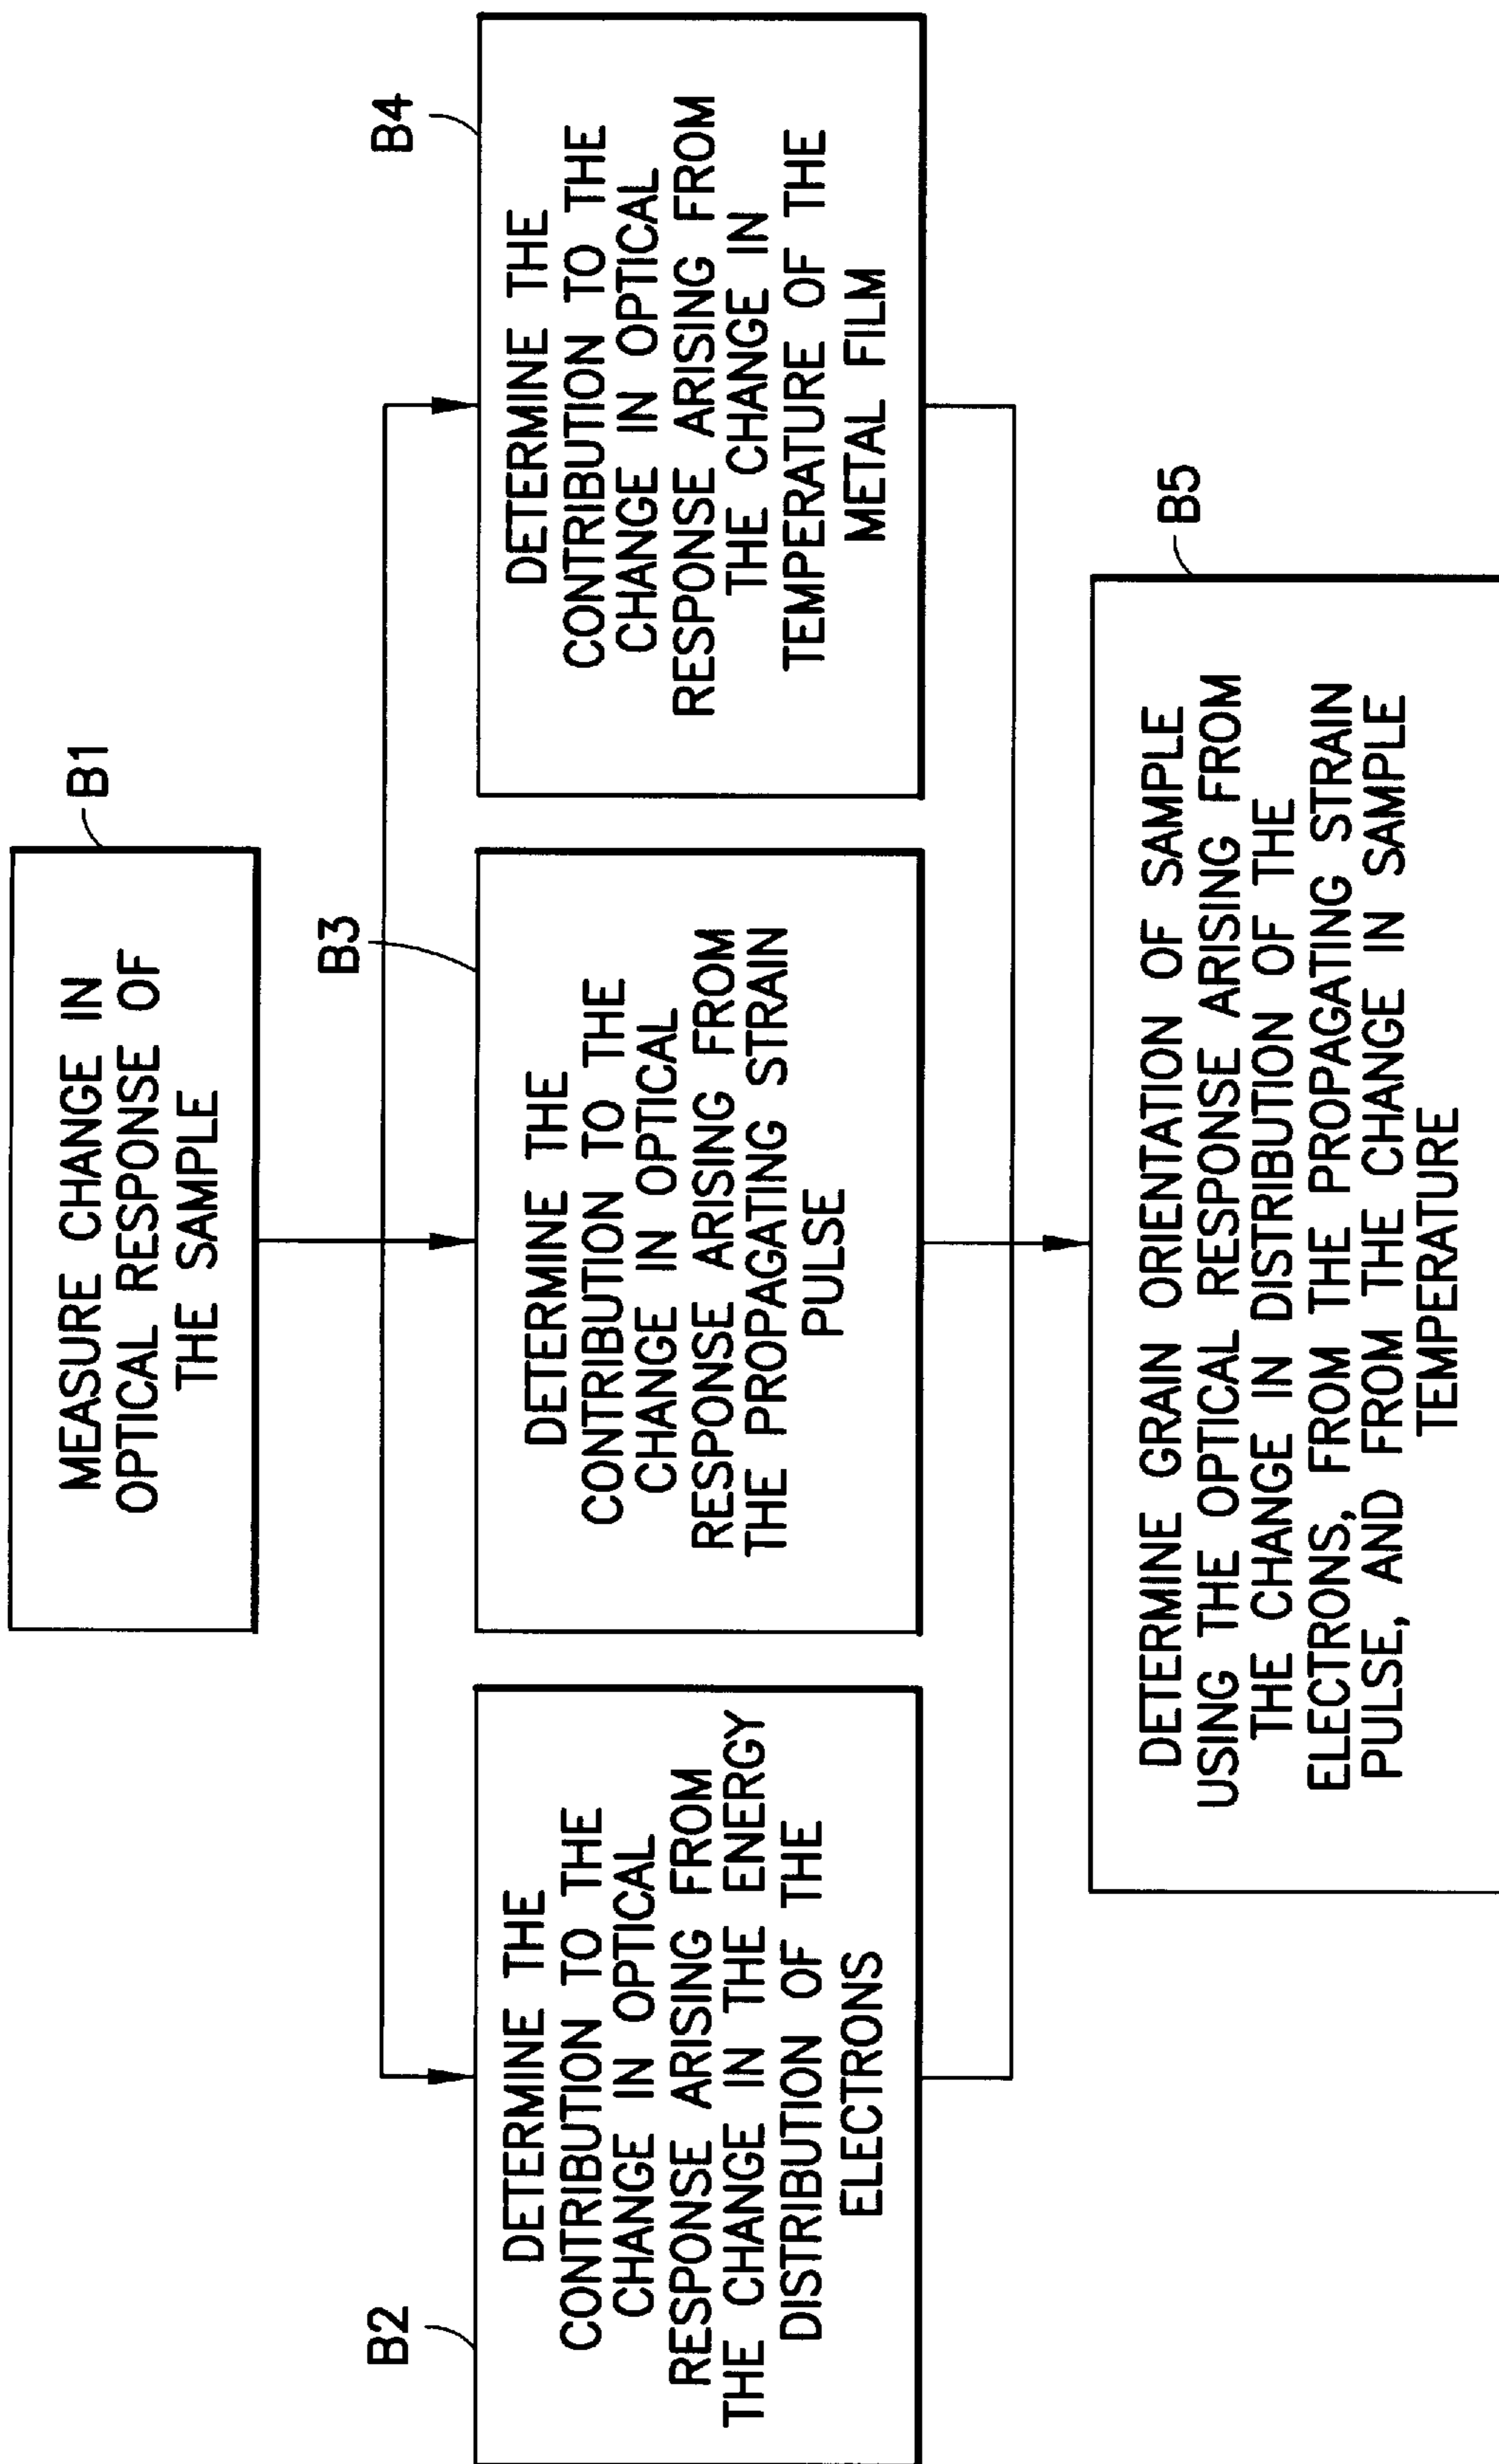 B1
MEASURE CHANGE IN
OPTICAL RESPONSE OF
THE SAMPLE
B2
DETERMINE THE
CONTRIBUTION TO THE
CHANGE IN OPTICAL
RESPONSE ARISING FROM
THE CHANGE IN THE ENERGY
DISTRIBUTION OF THE
ELECTRONS
B3
DETERMINE THE
CONTRIBUTION TO THE
CHANGE IN OPTICAL
RESPONSE ARISING FROM
THE PROPAGATING STRAIN
PULSE
B4
DETERMINE THE
CONTRIBUTION TO THE
CHANGE IN OPTICAL
RESPONSE ARISING FROM
THE CHANGE IN
TEMPERATURE OF THE
METAL FILM
B5
DETERMINE GRAIN ORIENTATION OF SAMPLE
USING THE OPTICAL RESPONSE ARISING FROM
THE CHANGE IN DISTRIBUTION OF THE
ELECTRONS, FROM THE PROPAGATING STRAIN
PULSE, AND FROM THE CHANGE IN SAMPLE
TEMPERATURE